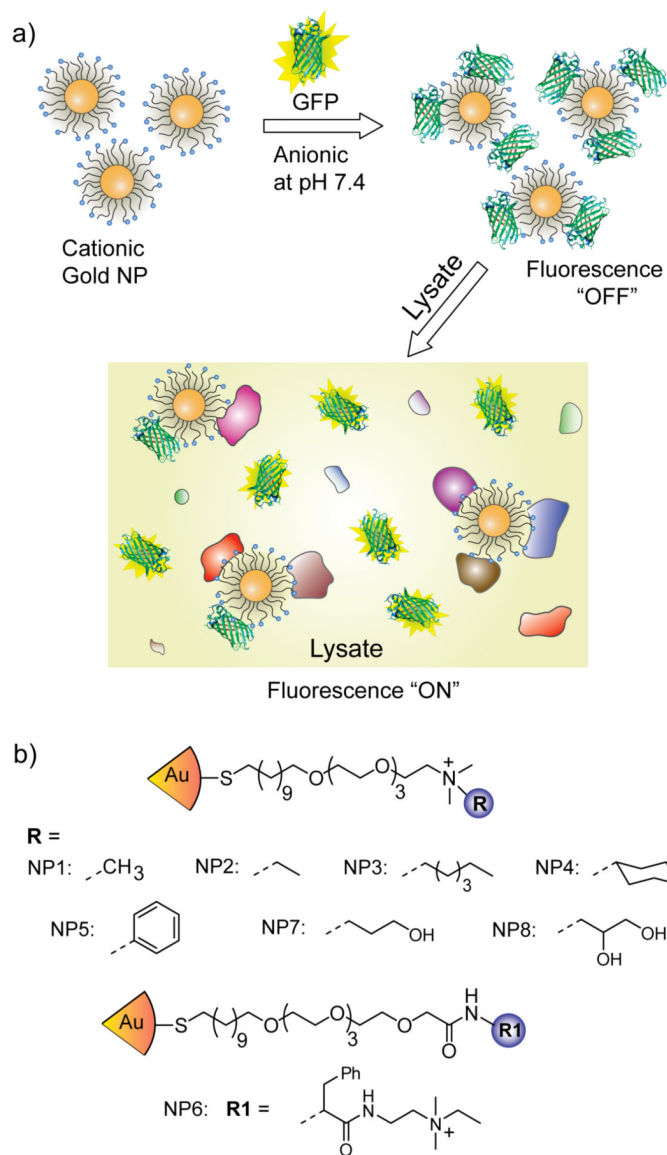 a)
GFP
Anionic
at pH 7.4
Cationic
Gold NP
Fluorescence
“OFF”
Lysate
Lysate
Fluorescence “ON”
b)
Au
S
9
O
O
3
N
+
R
R =
NP1:
CH3
NP2:
NP3:
3
NP4:
NP5:
NP7:
OH
NP8:
OH
OH
Au
S
9
O
O
3
O
O
H
N
R1
NP6: R1 =
Ph
O
H
N
N
+